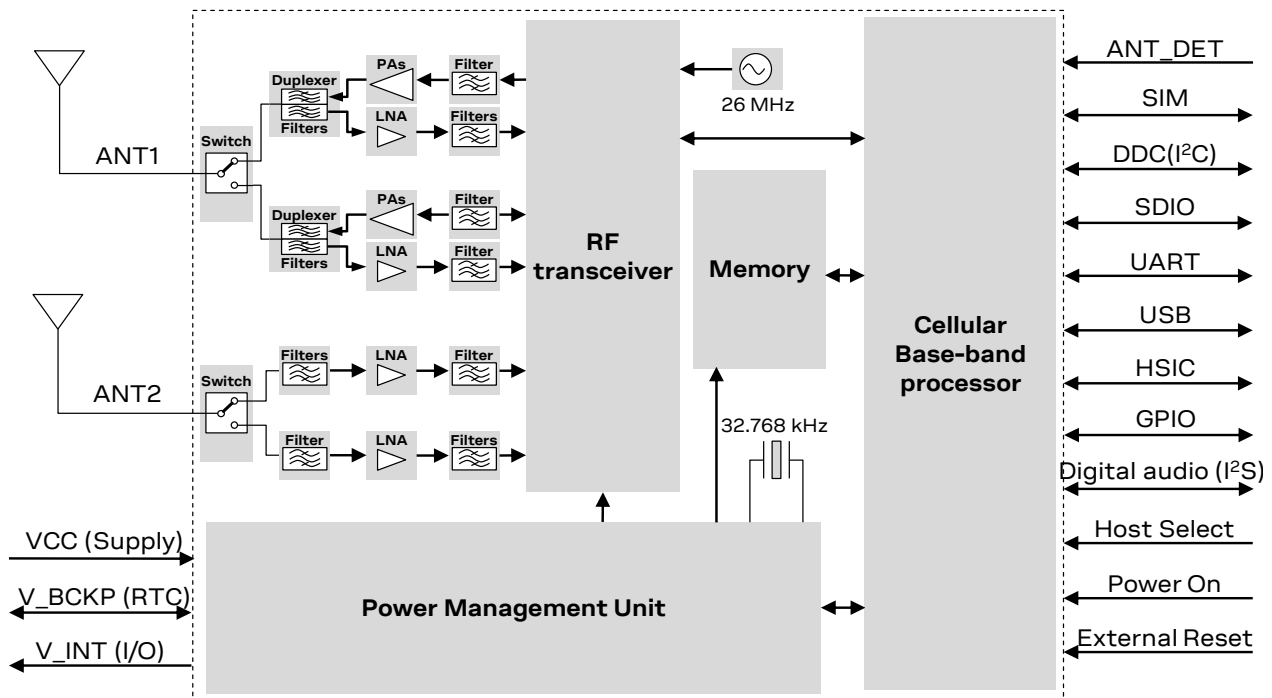 ANT1
ANT2
Switch
Duplexer
Filters
PAs
Filter
LNA
Filters
Duplexer
Filters
PAs
Filter
LNA
Filters
Switch
Filters
LNA
Filter
Filter
LNA
Filters
RF
transceiver
26 MHz
Memory
32.768 kHz
Cellular
Base-band
processor
Power Management Unit
VCC (Supply)
V_BCKP (RTC)
V_INT (I/O)
ANT_DET
SIM
DDC(I²C)
SDIO
UART
USB
HSIC
GPIO
Digital audio (I²S)
Host Select
Power On
External Reset